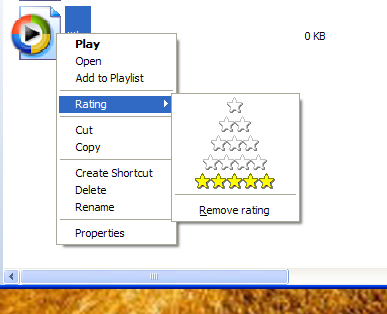 0 KB
Play
Open
Add to Playlist
Rating
Cut
Copy
Create Shortcut
Delete
Rename
Properties
Remove rating